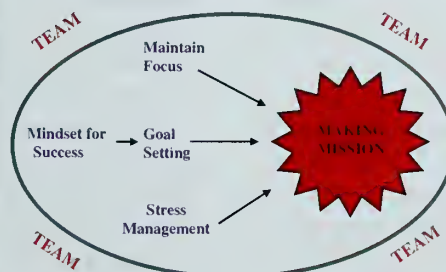 TEAM
TEAM
Maintain
Focus
Mindset for
Success
Goal
Setting
MAKING
MISSION
Stress
Management
TEAM
TEAM